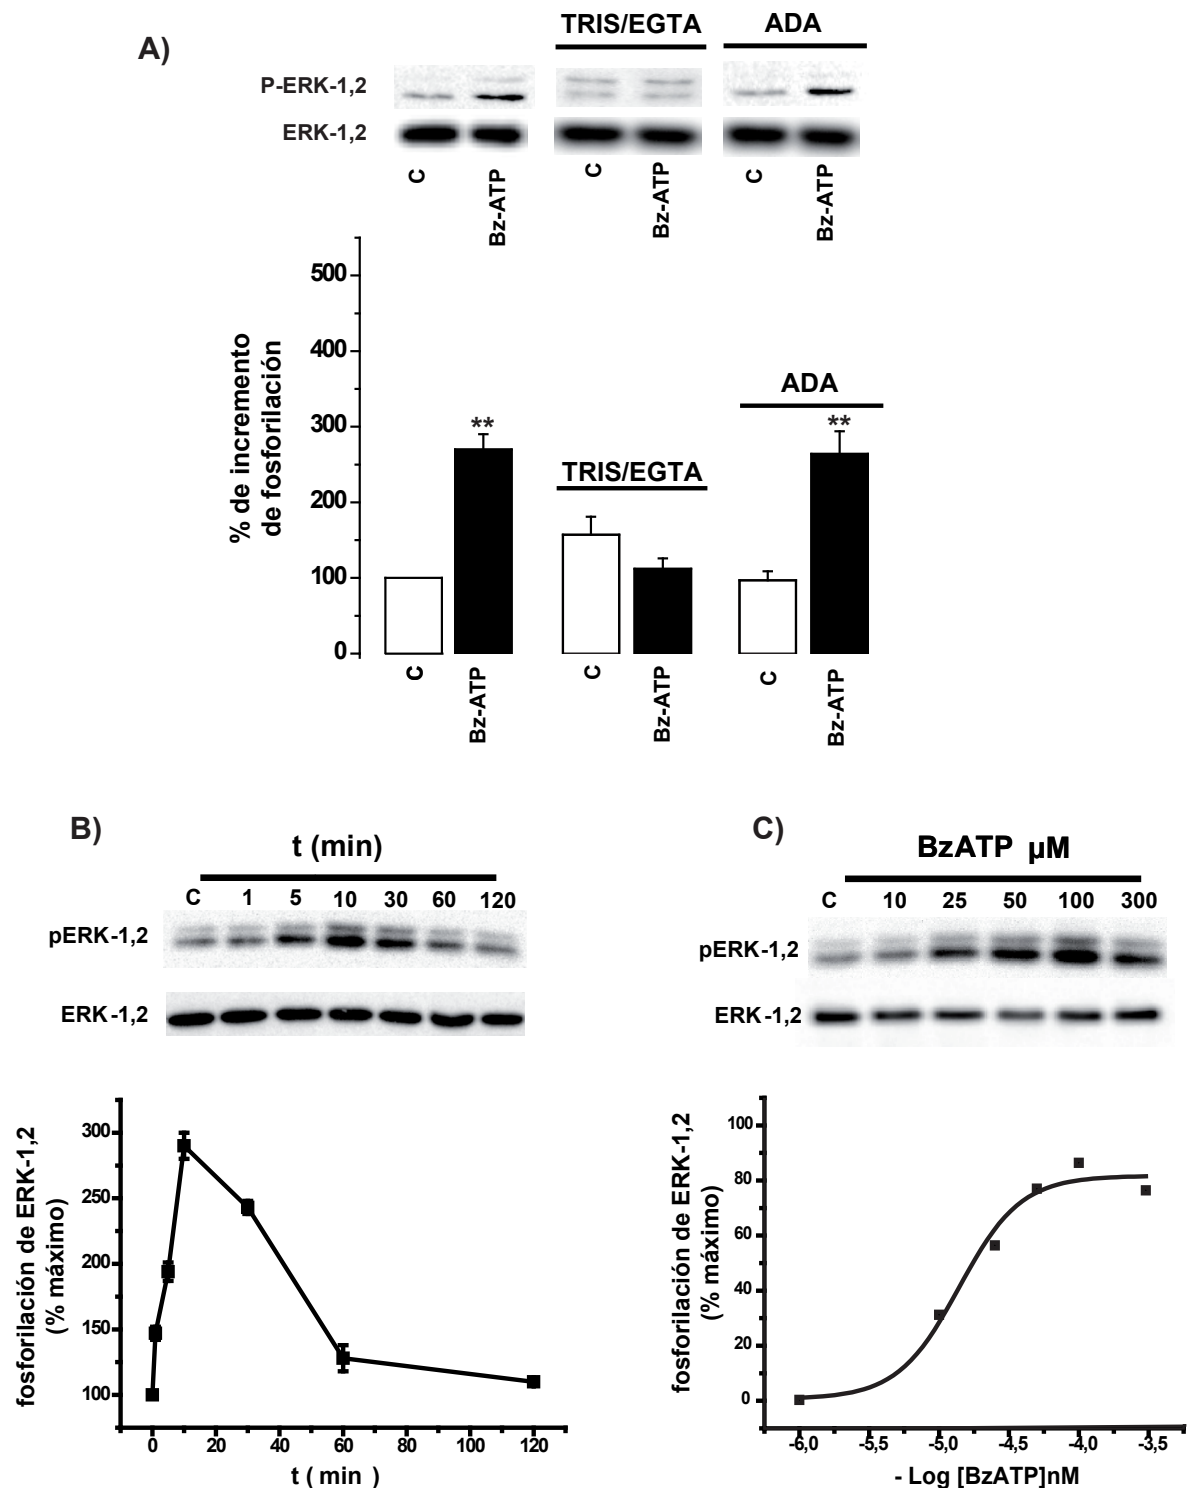 A)
TRIS/EGTA
ADA
P-ERK-1,2
ERK-1,2
C
Bz-ATP
C
Bz-ATP
C
Bz-ATP
% de incremento
de fosforilación
500
400
300
200
100
0
**
TRIS/EGTA
ADA
**
C
Bz-ATP
C
Bz-ATP
C
Bz-ATP
B)
t (min)
C 1 5 10 30 60 120
pERK-1,2
ERK-1,2
fosforilación de ERK-1,2
(% máximo)
300
250
200
150
100
0 20 40 60 80 100 120
t ( min )
C)
BzATP µM
C 10 25 50 100 300
pERK-1,2
ERK-1,2
fosforilación de ERK-1,2
(% máximo)
100
80
60
40
20
0
-6,0 -5,5 -5,0 -4,5 -4,0 -3,5
- Log [BzATP]nM